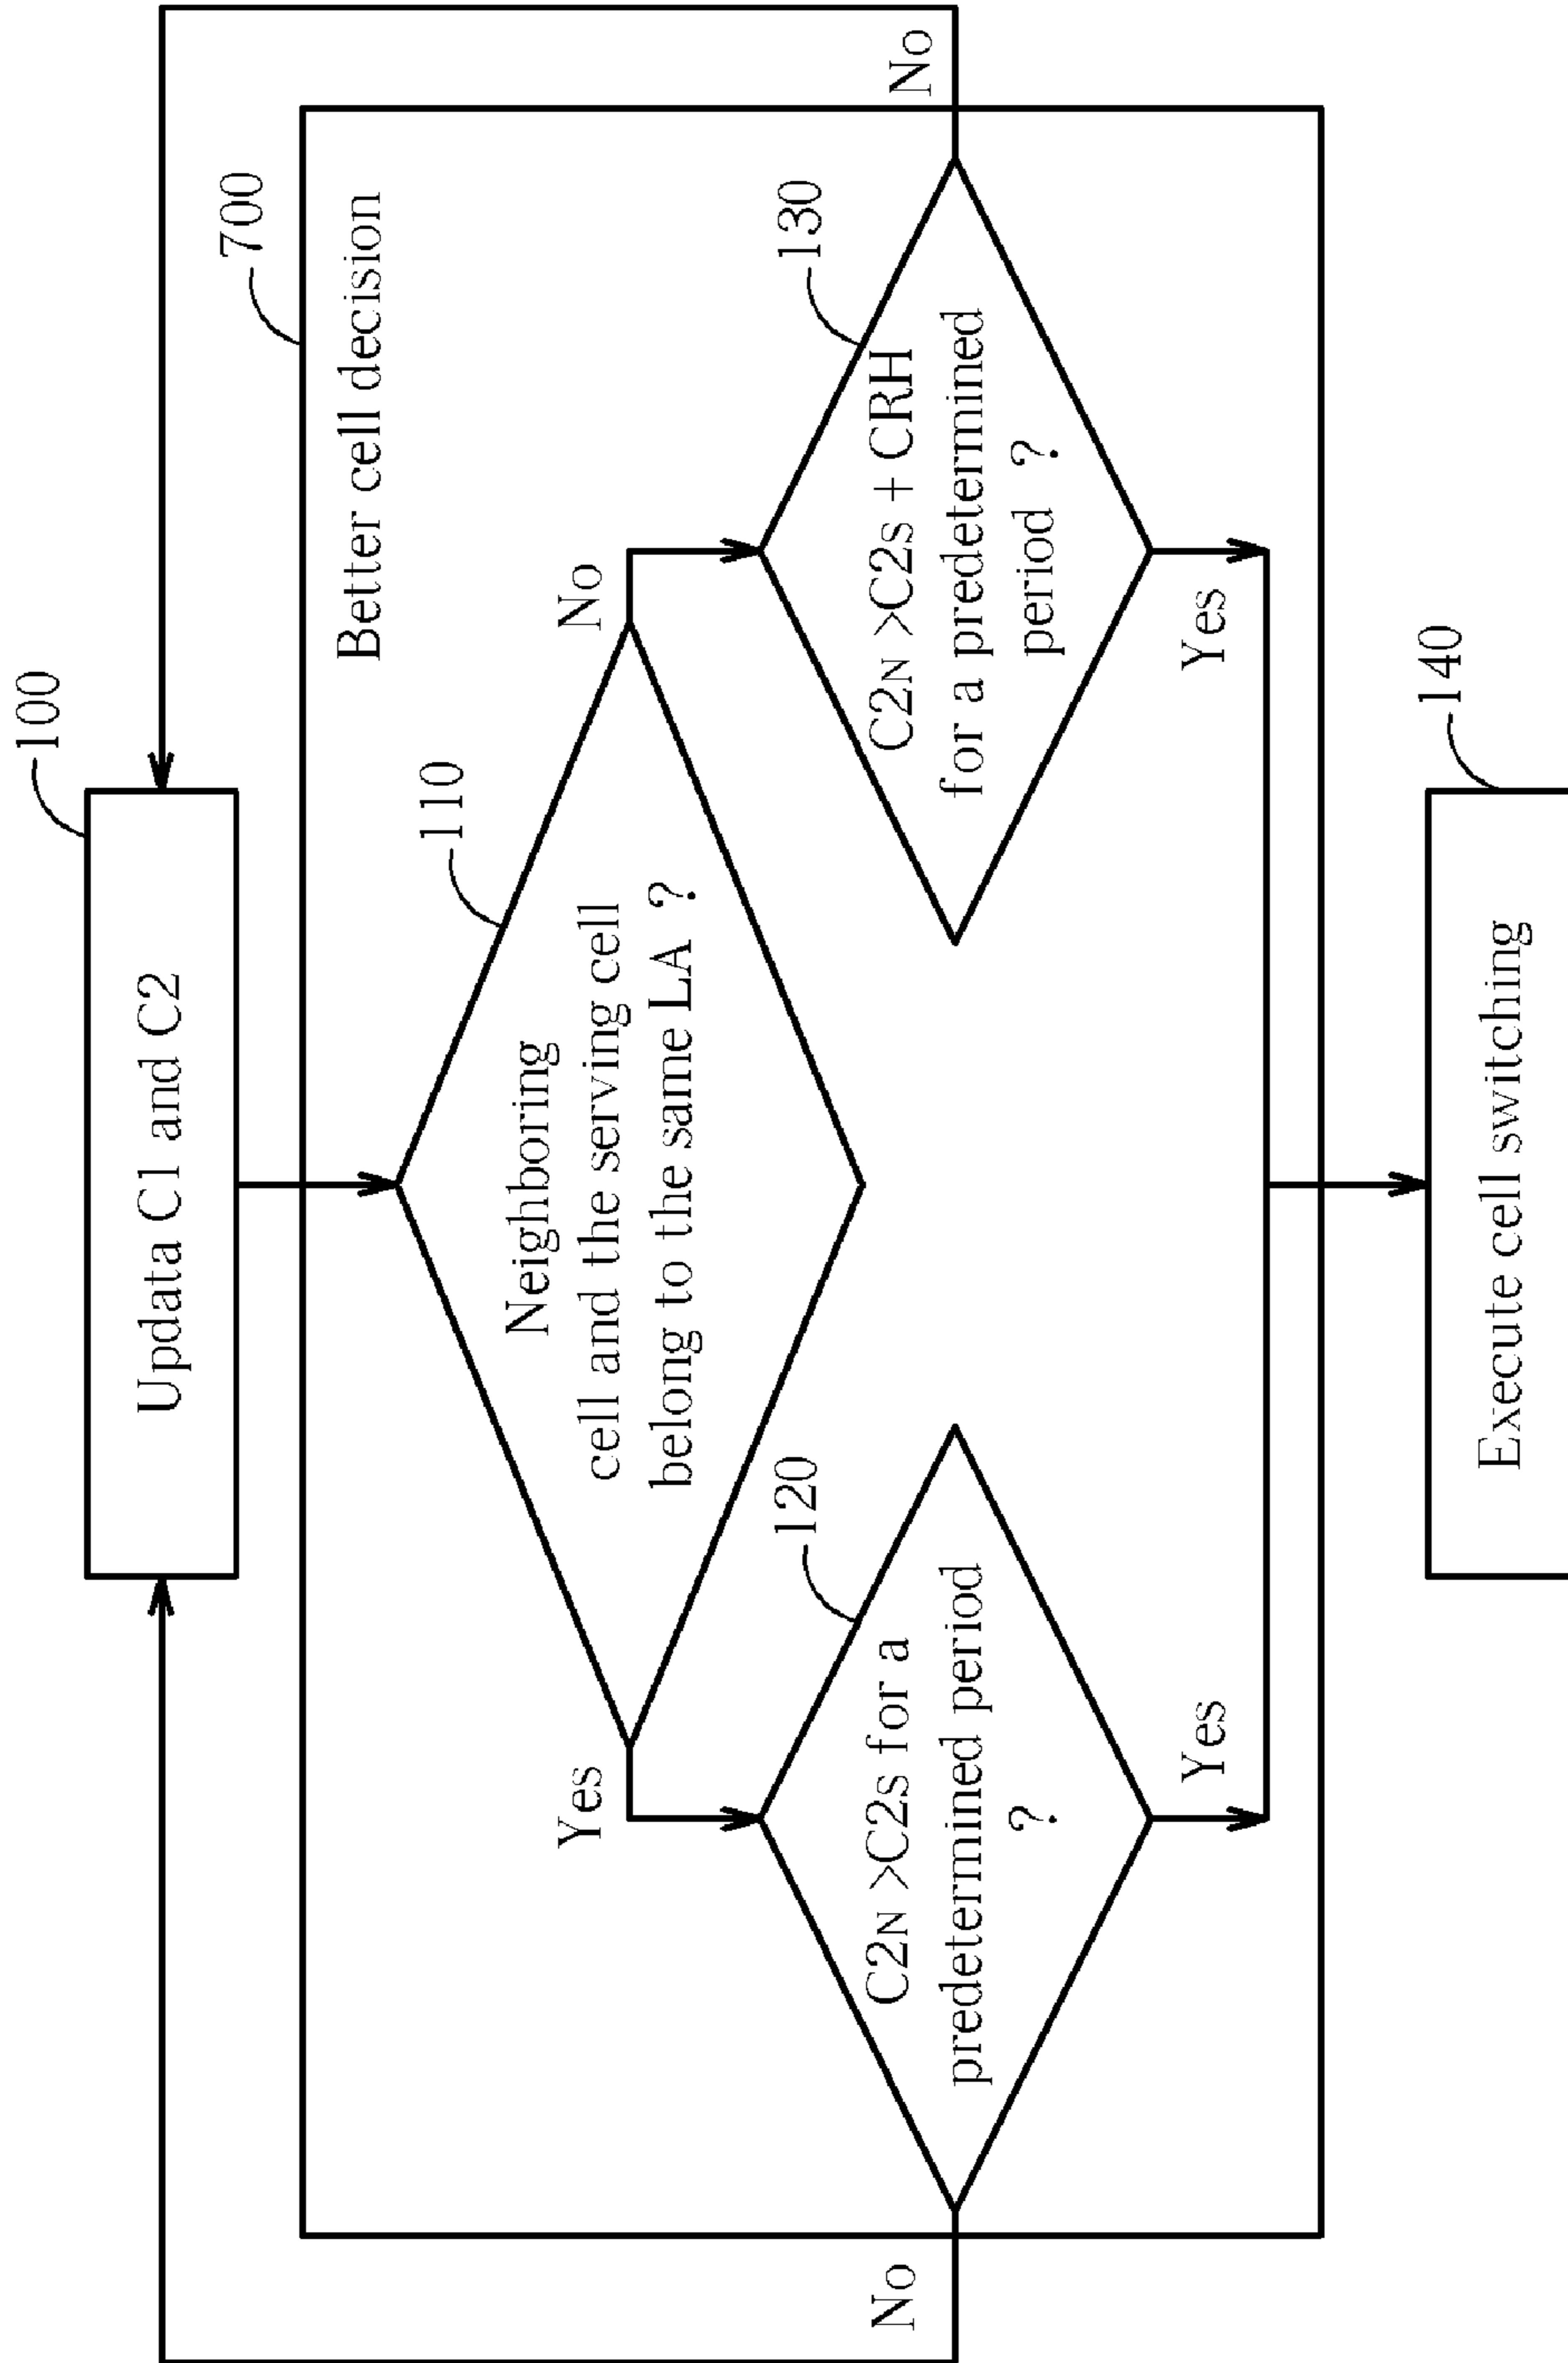 100
Updata C1 and C2
700
Better cell decision
110
Neighboring
cell and the serving cell
belong to the same LA ?
Yes
No
120
C2N >C2s for a
predetermined period
?
130
C2N >C2s + CRH
for a predetermined
period ?
No
No
Yes
Yes
140
Execute cell switching